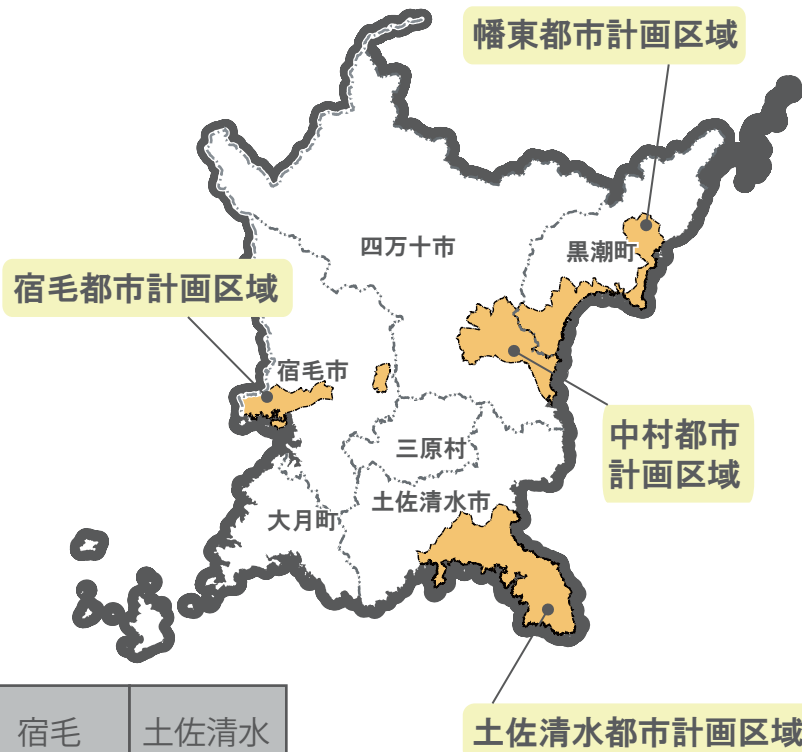 幡東都市計画区域
四万十市
黒潮町
宿毛都市計画区域
宿毛市
中村都市
計画区域
三原村
土佐清水市
大月町
宿毛
土佐清水
土佐清水都市計画区域